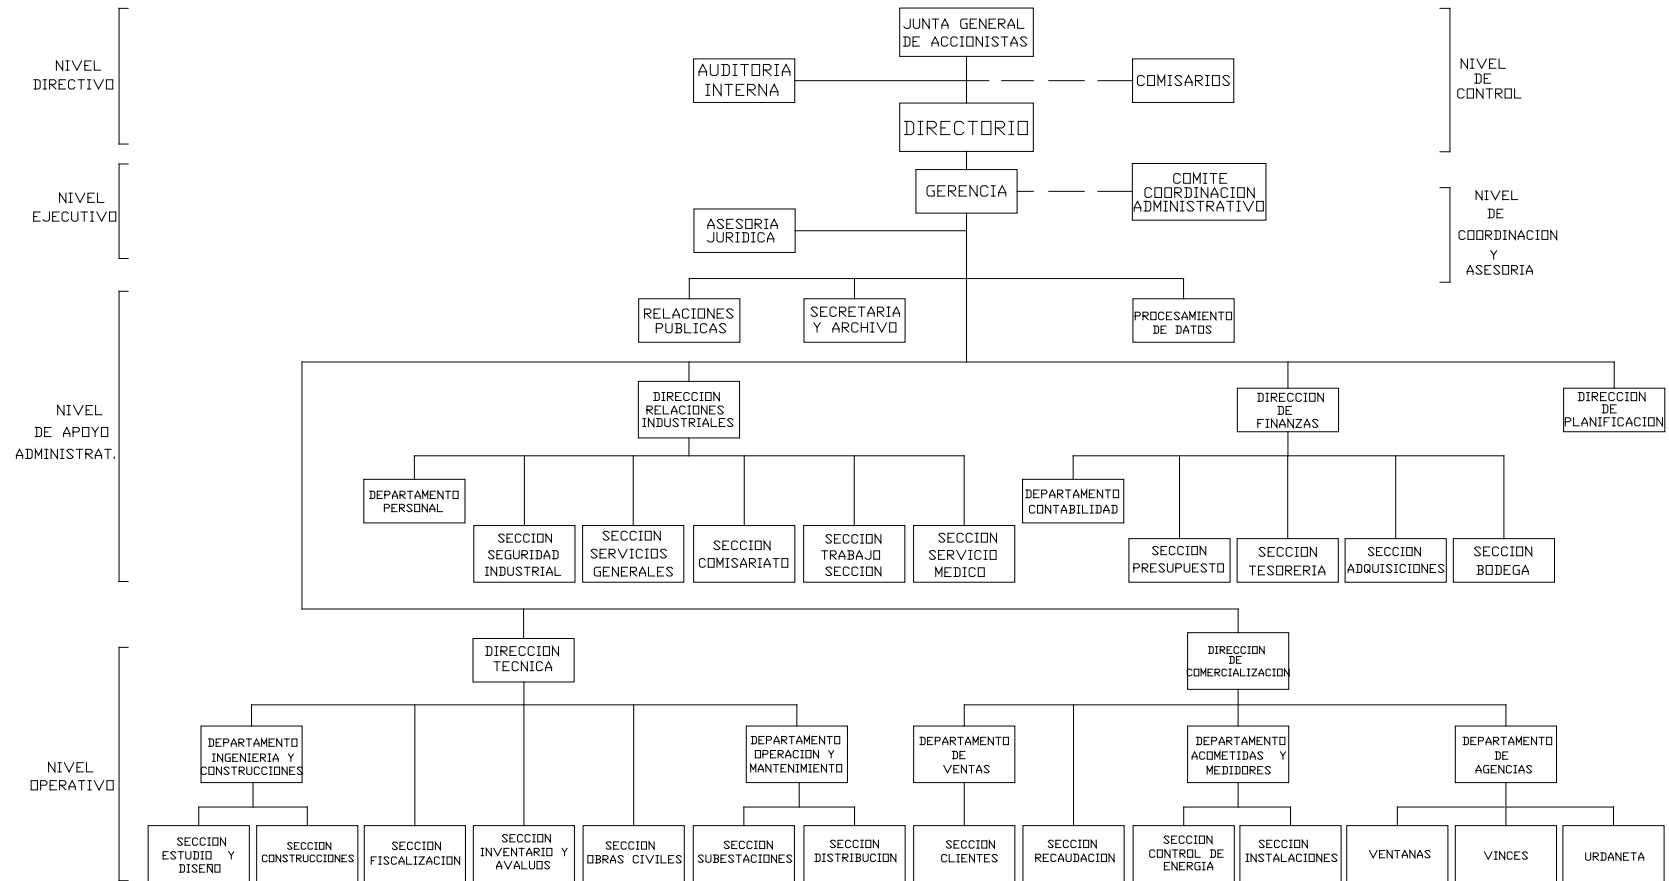 JUNTA GENERAL
DE ACCIONISTAS
NIVEL
DIRECTIVO
AUDITORIA
INTERNA
COMISARIOS
NIVEL
DE
CONTROL
DIRECTORIO
NIVEL
EJECUTIVO
GERENCIA
COMITE
COORDINACION
ADMINISTRATIVO
ASESORIA
JURIDICA
NIVEL
DE
COORDINACION
Y
ASESORIA
RELACIONES
PUBLICAS
SECRETARIA
Y ARCHIVO
PROCESAMIENTO
DE DATOS
NIVEL
DE APOYO
ADMINISTRAT.
DIRECCION
RELACIONES
INDUSTRIALES
DIRECCION
DE
FINANZAS
DIRECCION
DE
PLANIFICACION
DEPARTAMENTO
PERSONAL
SECCION
SEGURIDAD
INDUSTRIAL
SECCION
SERVICIOS
GENERALES
SECCION
COMISARIATO
SECCION
TRABAJO
SECCION
SECCION
SERVICIO
MEDICO
DEPARTAMENTO
CONTABILIDAD
SECCION
PRESUPUESTO
SECCION
TESORERIA
SECCION
ADQUISICIONES
SECCION
BODEGA
NIVEL
OPERATIVO
DIRECCION
TECNICA
DIRECCION
DE
COMERCIALIZACION
DEPARTAMENTO
INGENIERIA Y
CONSTRUCCIONES
DEPARTAMENTO
OPERACION Y
MANTENIMIENTO
DEPARTAMENTO
DE
VENTAS
DEPARTAMENTO
ACOMETIDAS Y
MEDIDORES
DEPARTAMENTO
DE
AGENCIAS
SECCION
ESTUDIO Y
DISEÑO
SECCION
CONSTRUCCIONES
SECCION
FISCALIZACION
SECCION
INVENTARIO Y
AVALUOS
SECCION
OBRAS CIVILES
SECCION
SUBESTACIONES
SECCION
DISTRIBUCION
SECCION
CLIENTES
SECCION
RECAUDACION
SECCION
CONTROL DE
ENERGIA
SECCION
INSTALACIONES
VENTANAS
VINCES
URDANETA